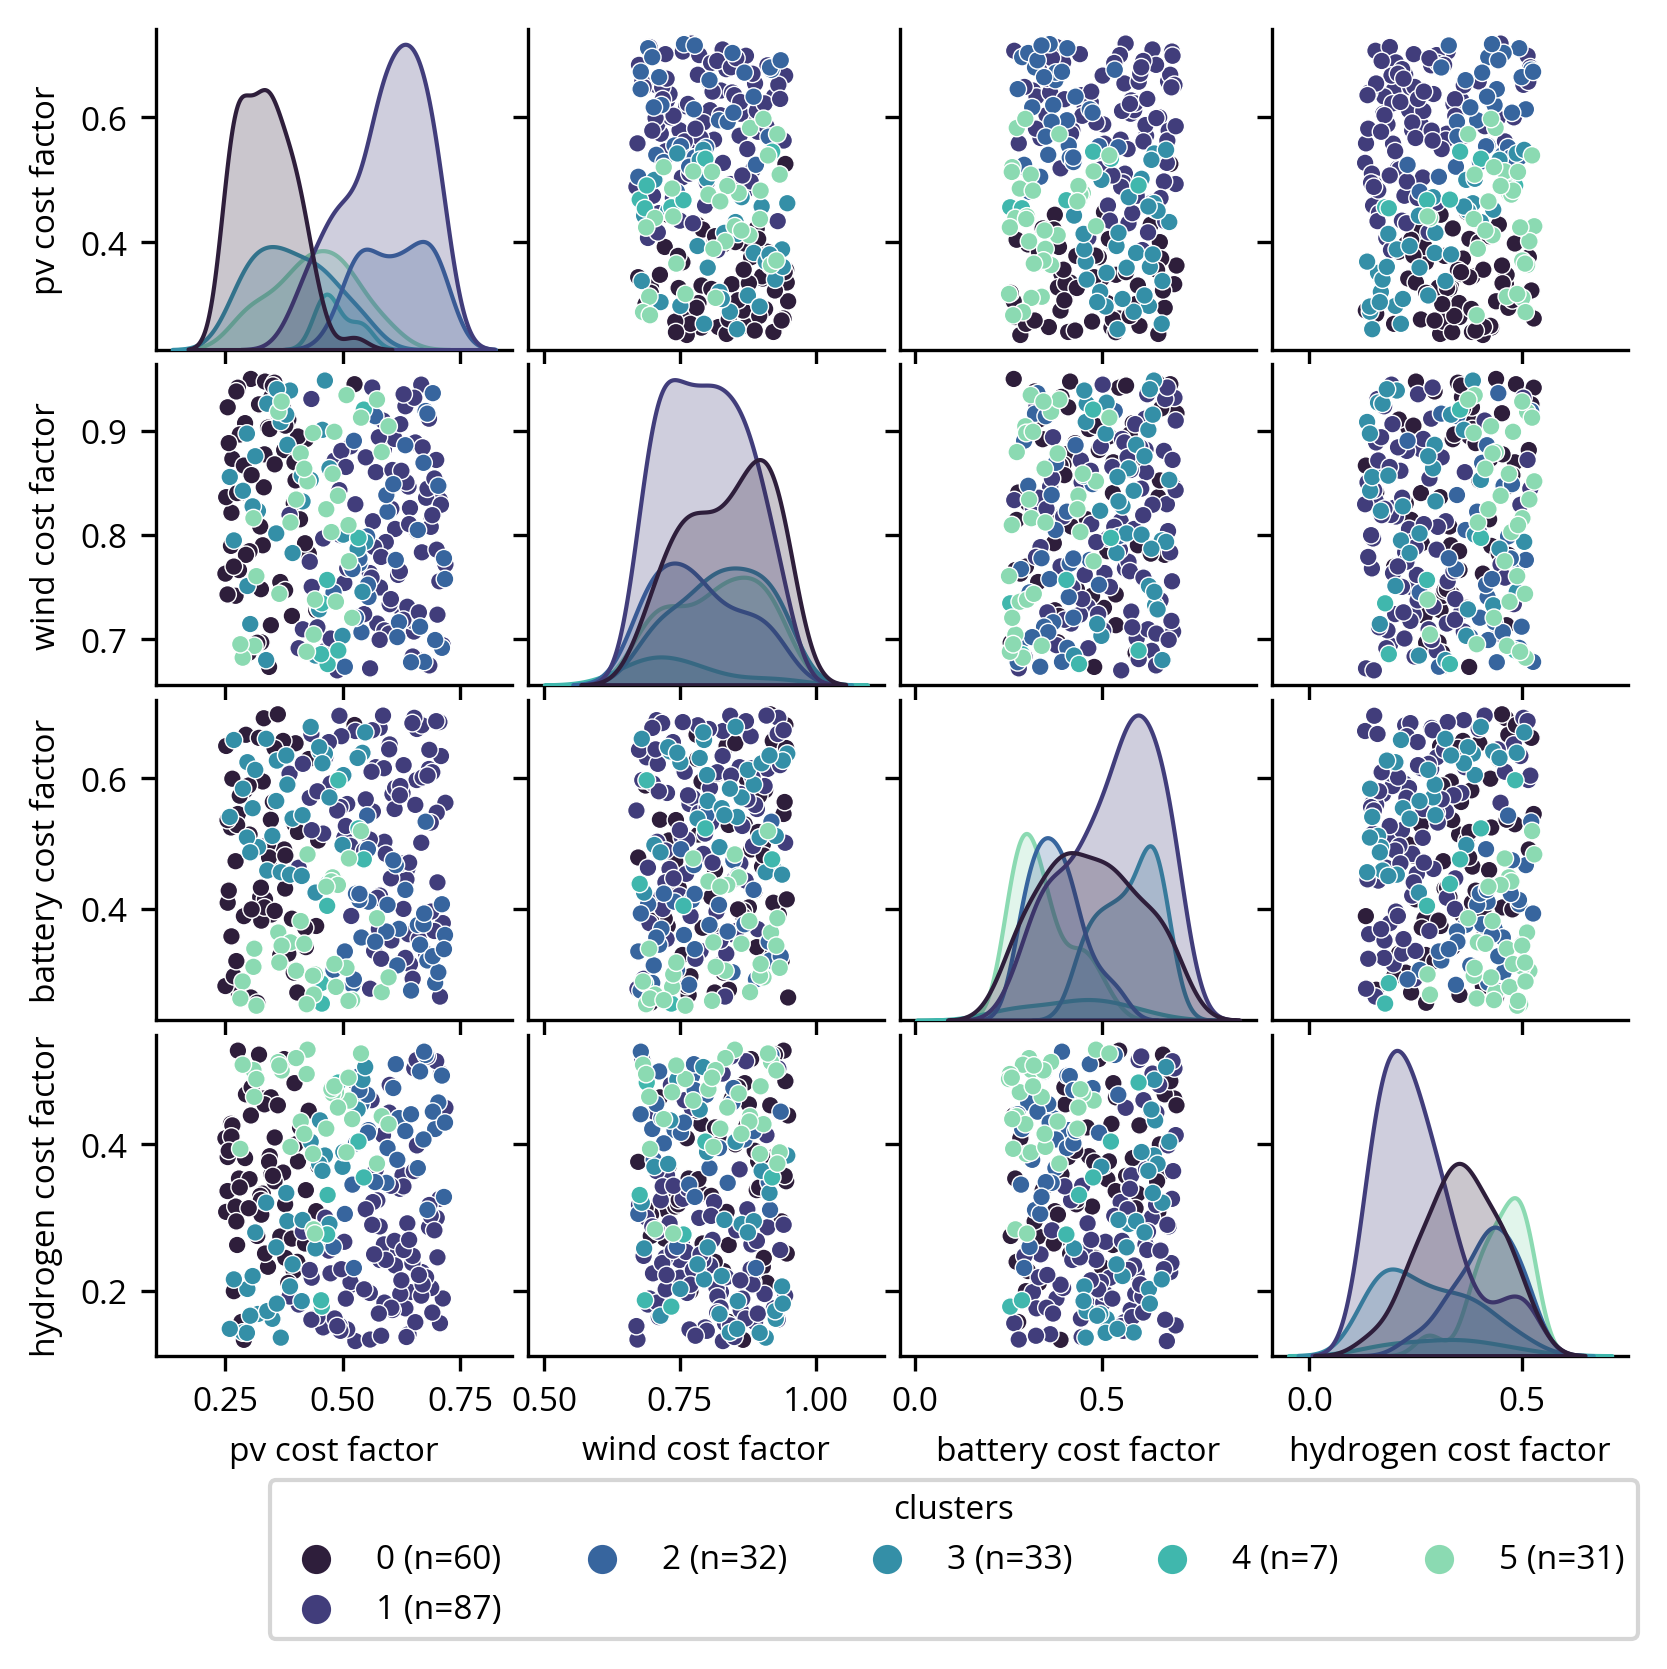 pv cost factor
0.6
0.4
wind cost factor
0.9
0.8
0.7
battery cost factor
0.6
0.4
hydrogen cost factor
0.4
0.2
0.25 0.50 0.75 0.50 0.75 1.00 0.0 0.5 0.0 0.5
pv cost factor wind cost factor battery cost factor hydrogen cost factor
clusters
0 (n=60) 2 (n=32) 3 (n=33) 4 (n=7) 5 (n=31)
1 (n=87)